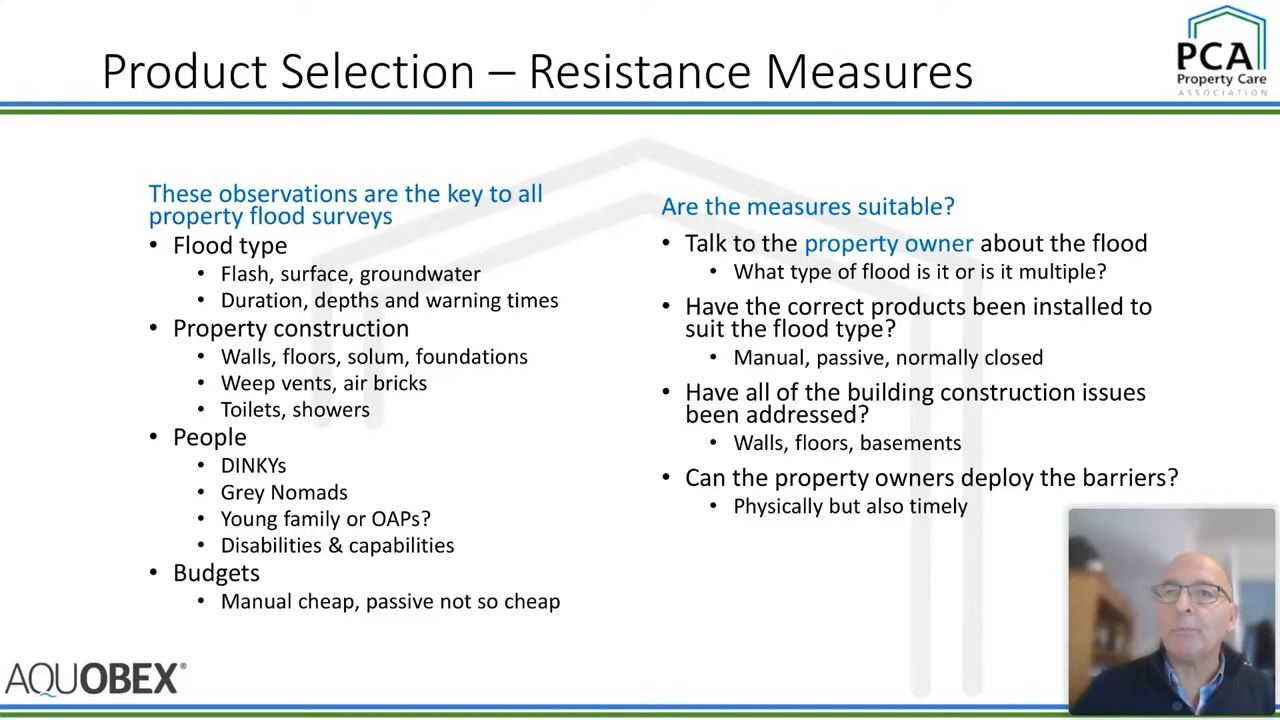 Product Selection – Resistance Measures
PCA
Property Care
ASSOCIATION
These observations are the key to all
property flood surveys
• Flood type
• Flash, surface, groundwater
• Duration, depths and warning times
• Property construction
• Walls, floors, solum, foundations
• Weep vents, air bricks
• Toilets, showers
• People
• DINKYs
• Grey Nomads
• Young family or OAPs?
• Disabilities & capabilities
• Budgets
• Manual cheap, passive not so cheap
Are the measures suitable?
• Talk to the property owner about the flood
• What type of flood is it or is it multiple?
• Have the correct products been installed to
suit the flood type?
• Manual, passive, normally closed
• Have all of the building construction issues
been addressed?
• Walls, floors, basements
• Can the property owners deploy the barriers?
• Physically but also timely
AQUOBEX®